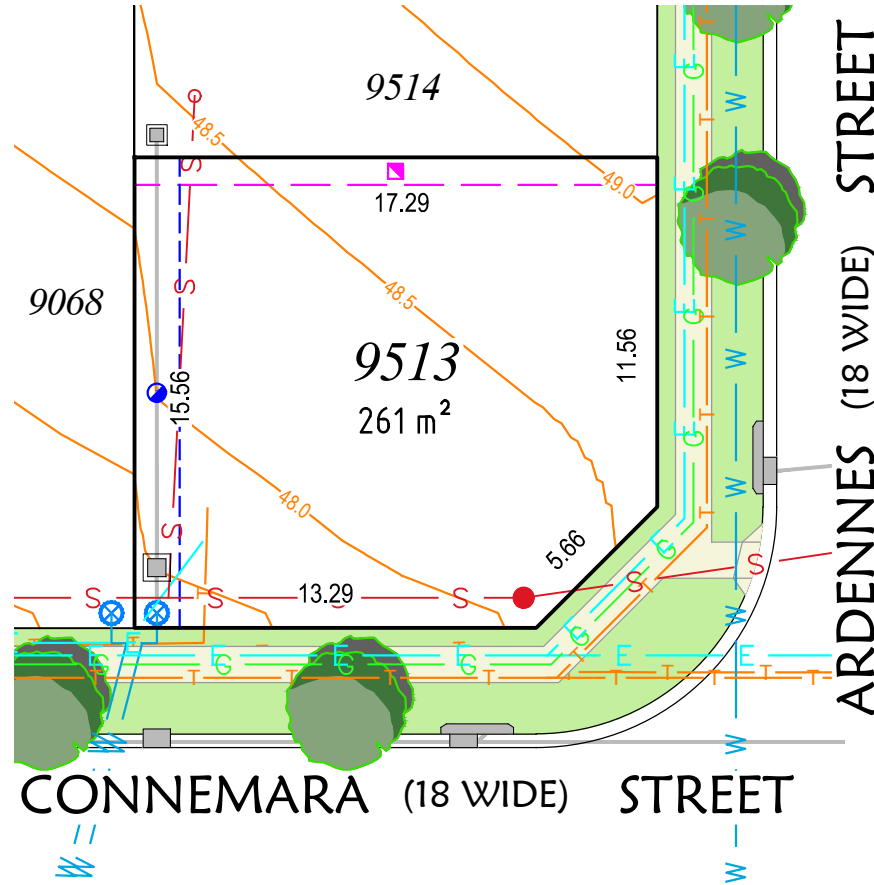 9514
48.5
49.0
17.29
48.5
9068
9513
261 m²
15.56
11.56
48.0
5.66
13.29
S
S
S
S
S
S
S
S
S
E
E
E
E
E
E
E
E
G
G
G
G
G
G
G
G
G
T
T
T
T
T
T
T
T
T
T
W
W
W
W
W
W
W
W
ARDENNES (18 WIDE) STREET
CONNEMARA (18 WIDE) STREET